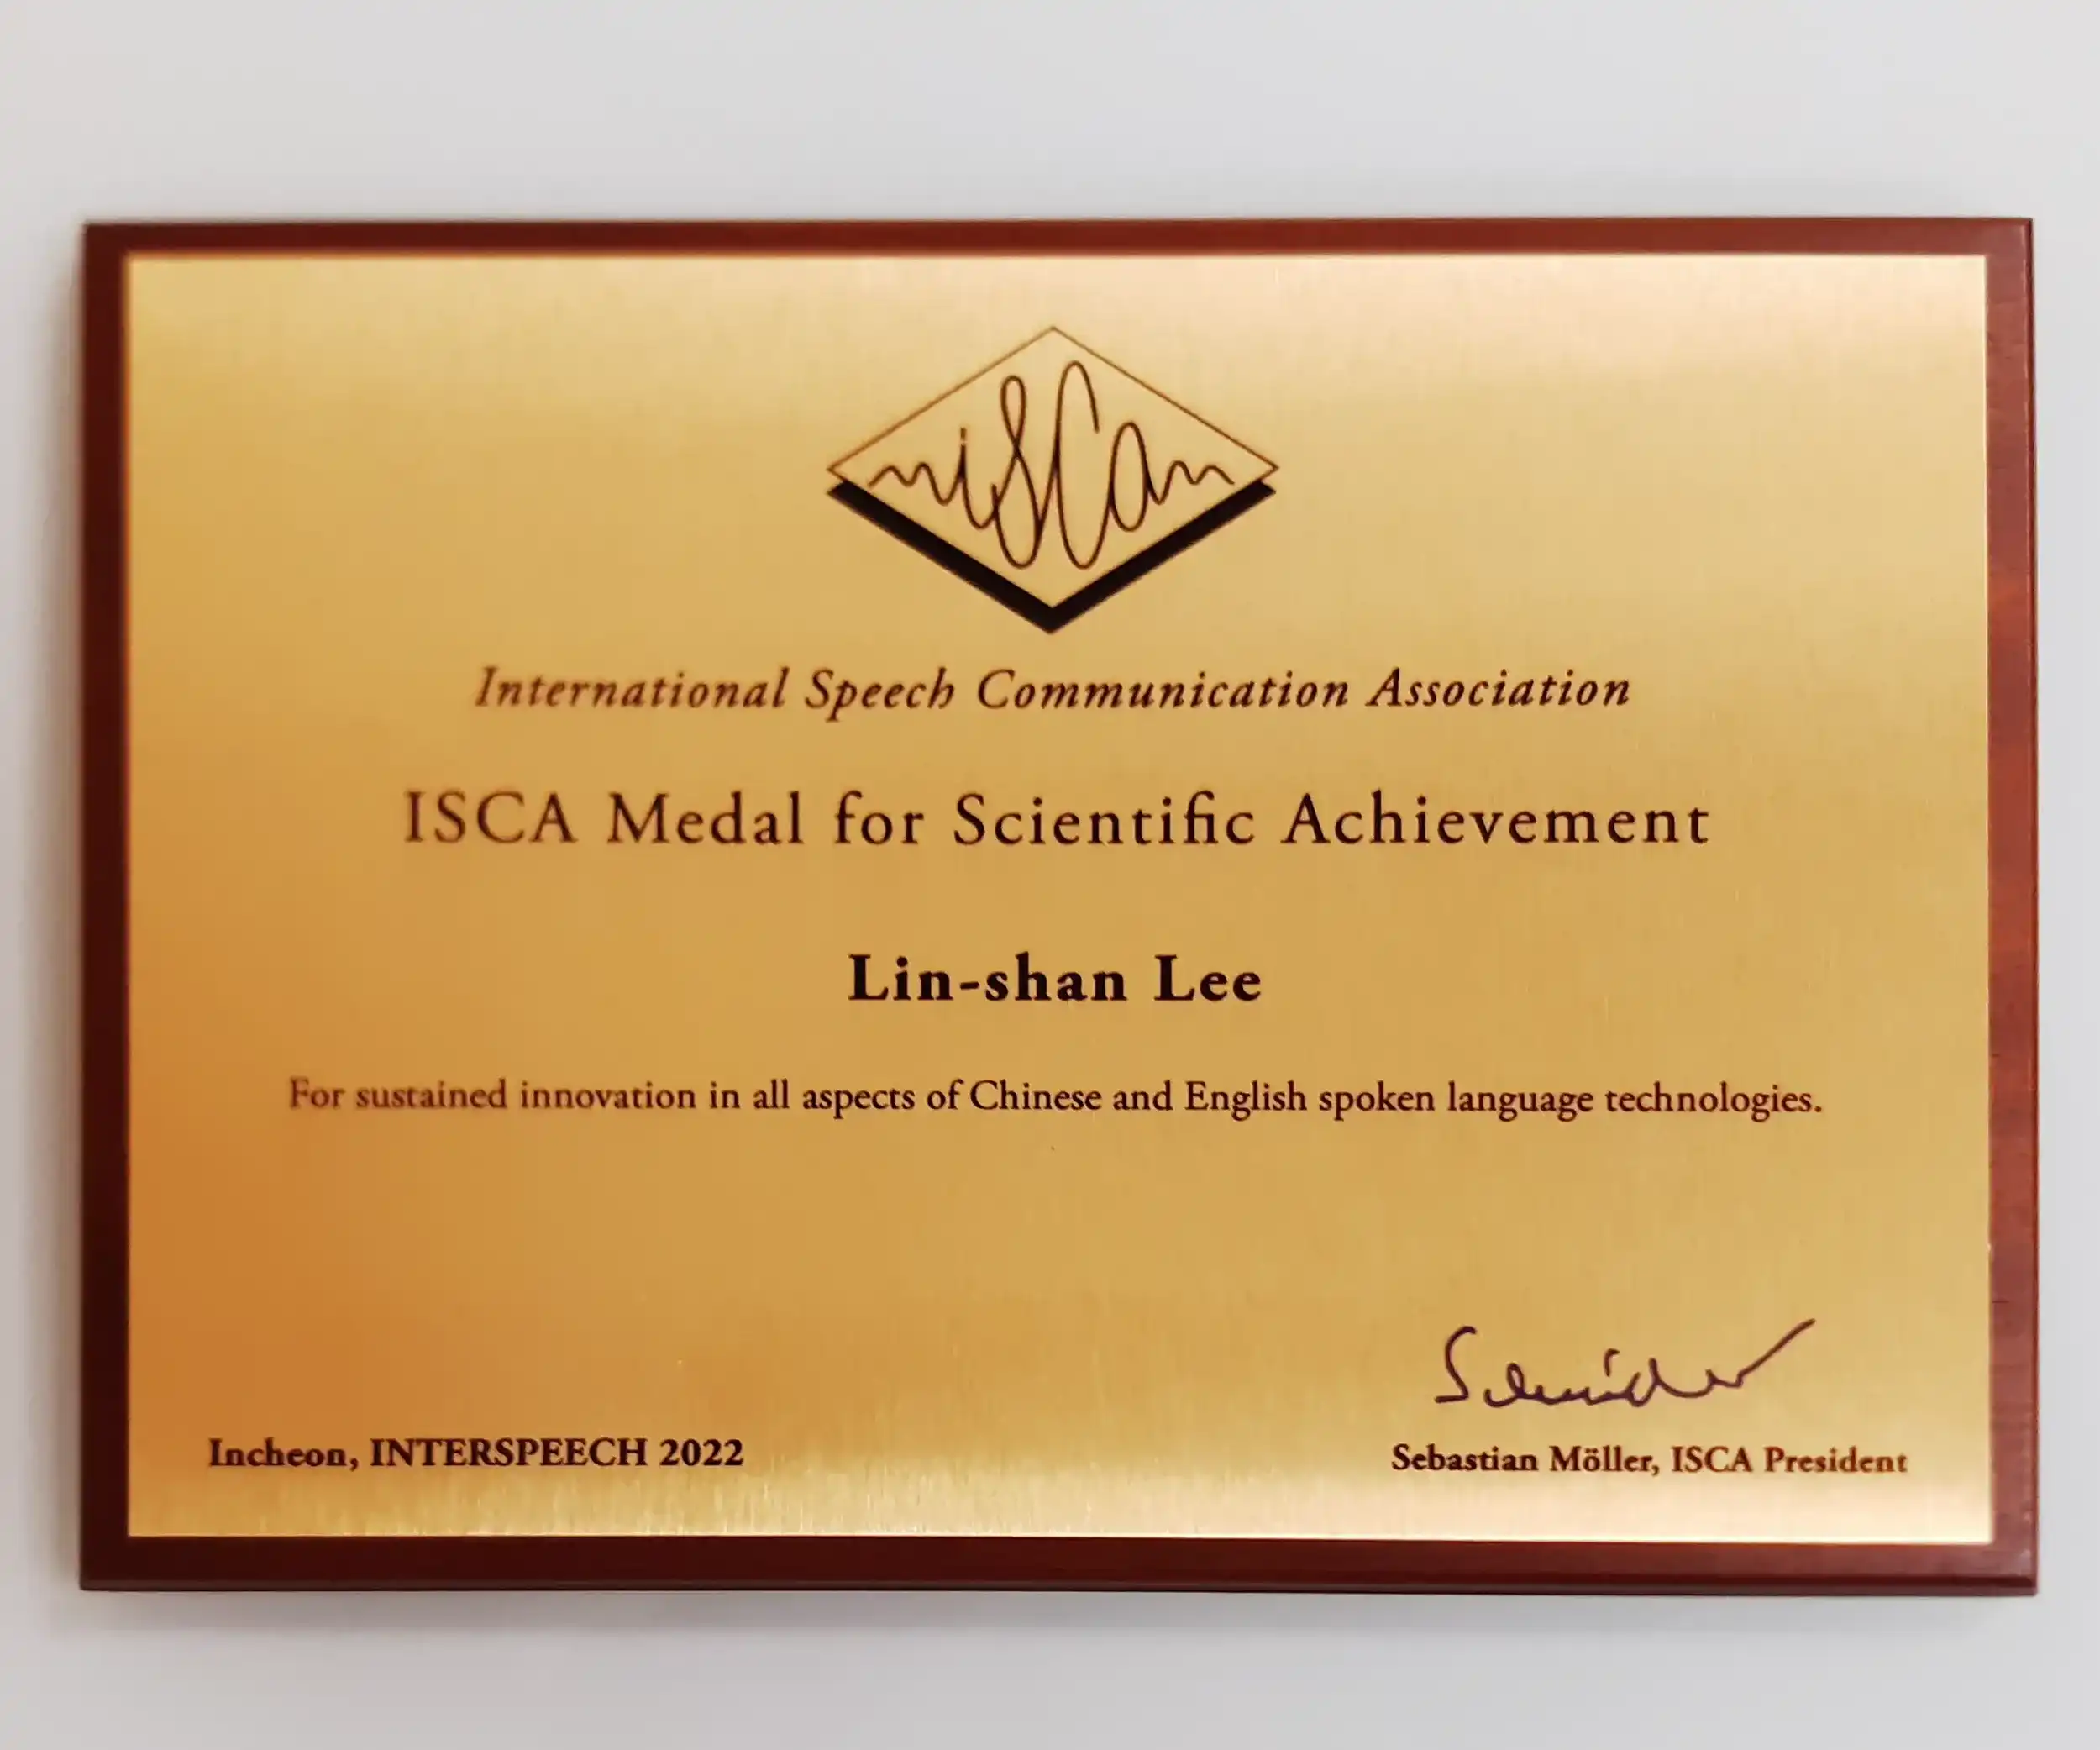 isca
International Speech Communication Association
ISCA Medal for Scientific Achievement
Lin-shan Lee
For sustained innovation in all aspects of Chinese and English spoken language technologies.
Incheon, INTERSPEECH 2022
Sebastian Möller, ISCA President